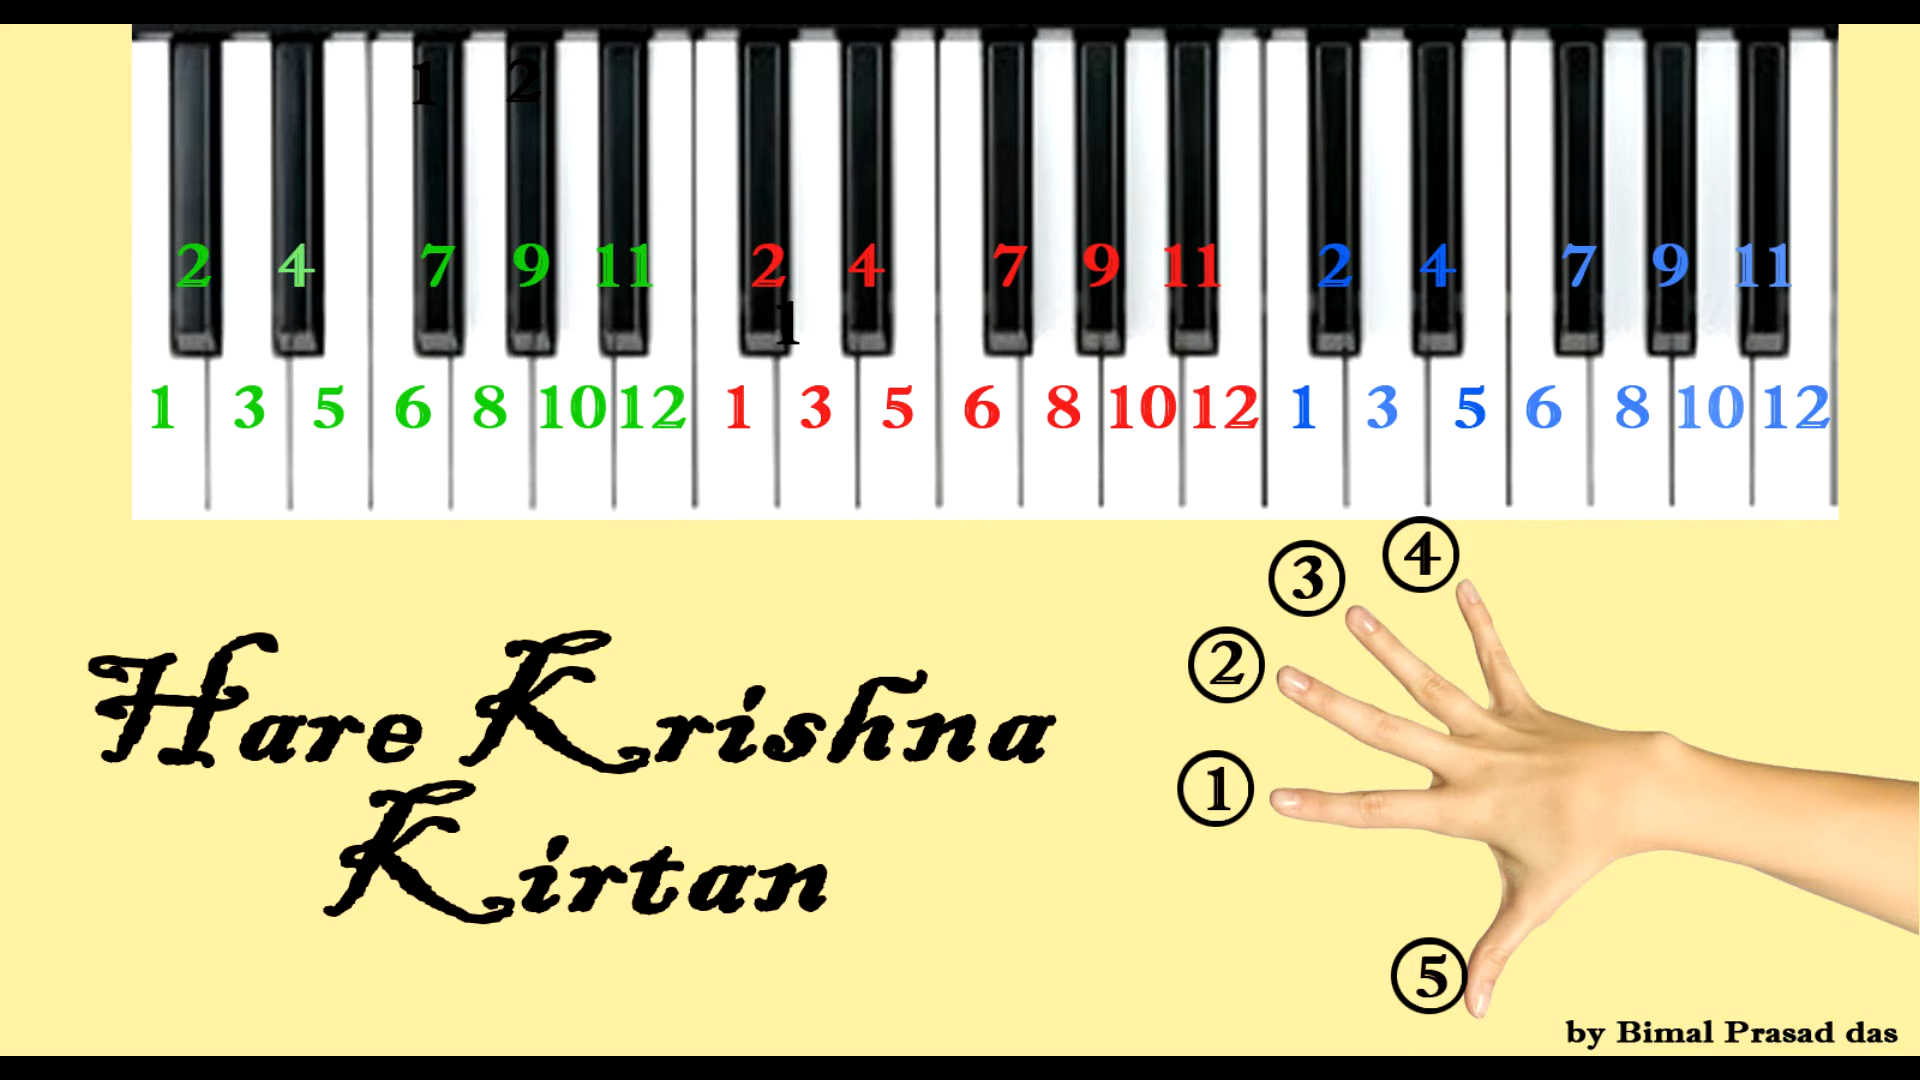 1 2
2 4 7 9 11 2 4 7 9 11 2 4 7 9 11
1
1 3 5 6 8 10 12 1 3 5 6 8 10 12 1 3 5 6 8 10 12
4
3
2
Hare Krishna
1
Kirtan
5
by Bimal Prasad das